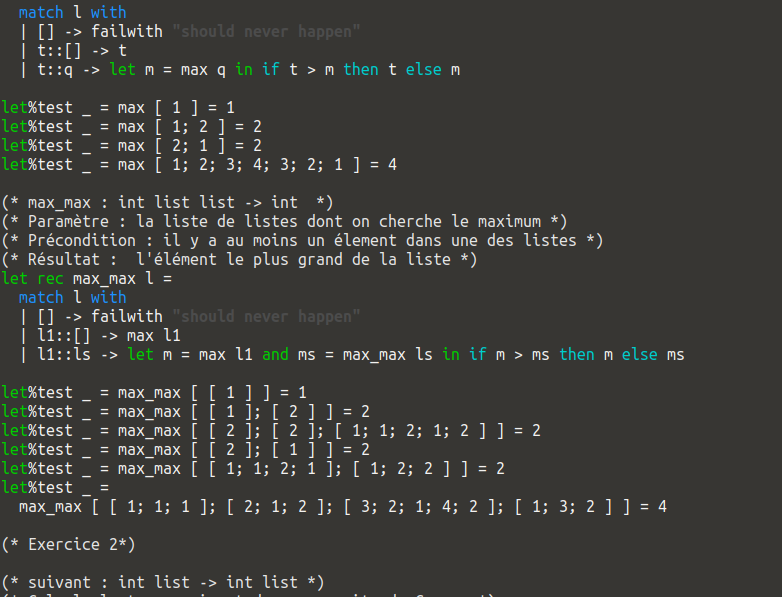 match l with
| [] -> failwith "should never happen"
| t::[] -> t
| t::q -> let m = max q in if t > m then t else m
let%test _ = max [ 1 ] = 1
let%test _ = max [ 1; 2 ] = 2
let%test _ = max [ 2; 1 ] = 2
let%test _ = max [ 1; 2; 3; 4; 3; 2; 1 ] = 4
(* max_max : int list list -> int  *)
(* Paramètre : la liste de listes dont on cherche le maximum *)
(* Précondition : il y a au moins un élement dans une des listes *)
(* Résultat :  l'élément le plus grand de la liste *)
let rec max_max l =
match l with
| [] -> failwith "should never happen"
| l1::[] -> max l1
| l1::ls -> let m = max l1 and ms = max_max ls in if m > ms then m else ms
let%test _ = max_max [ [ 1 ] ] = 1
let%test _ = max_max [ [ 1 ]; [ 2 ] ] = 2
let%test _ = max_max [ [ 2 ]; [ 2 ]; [ 1; 1; 2; 1; 2 ] ] = 2
let%test _ = max_max [ [ 2 ]; [ 1 ] ] = 2
let%test _ = max_max [ [ 1; 1; 2; 1 ]; [ 1; 2; 2 ] ] = 2
let%test _ =
max_max [ [ 1; 1; 1 ]; [ 2; 1; 2 ]; [ 3; 2; 1; 4; 2 ]; [ 1; 3; 2 ] ] = 4
(* Exercice 2*)
(* suivant : int list -> int list *)